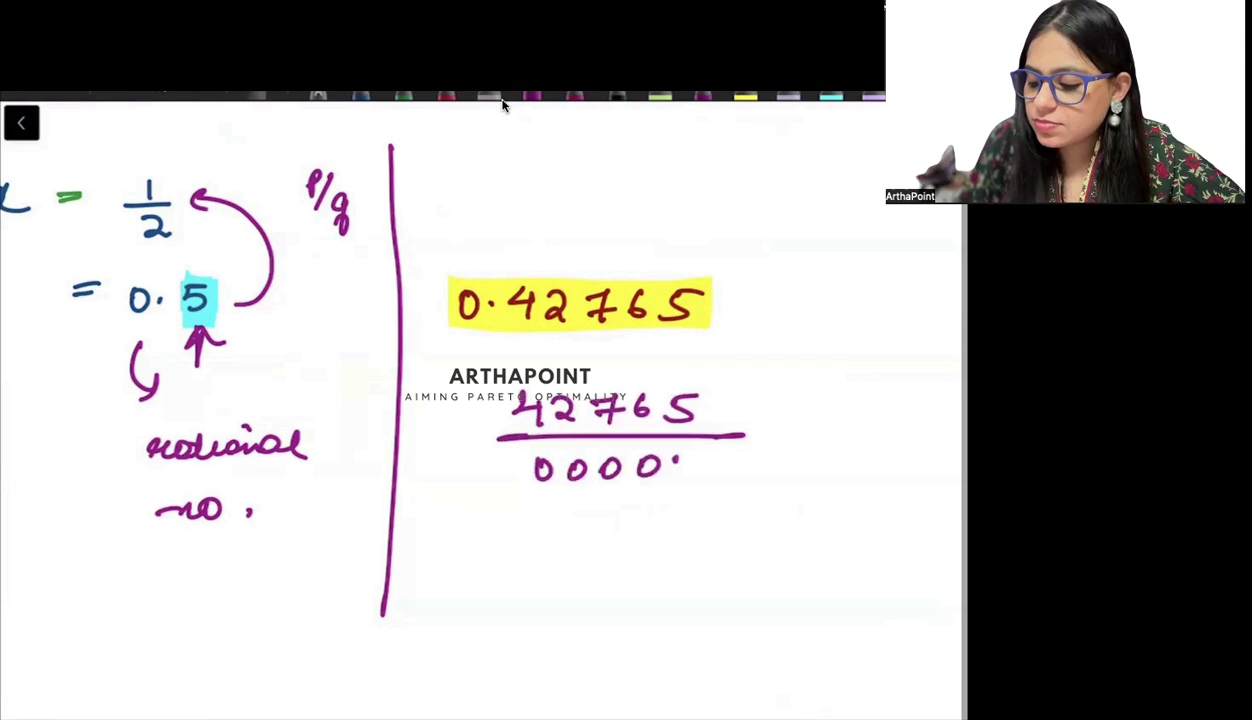 = 1/2
p/q
= 0.5
rational
no.
0.42765
ARTHAPOINT
AIMING PARETO OPTIMALITY
42765
0000
ArthaPoint